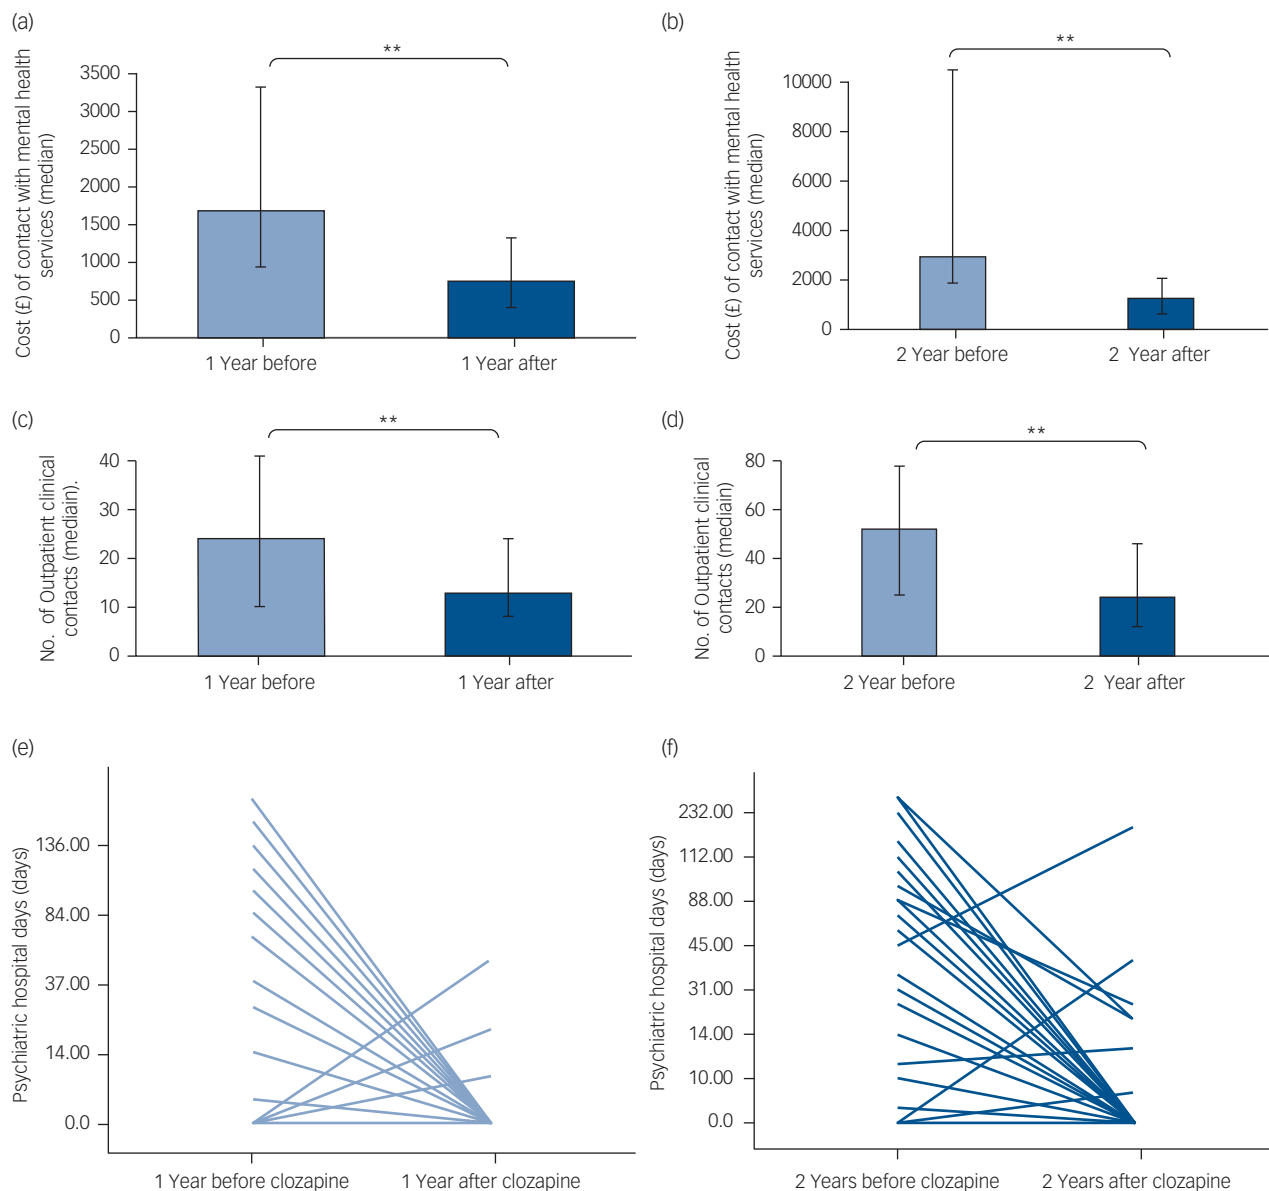 (a)
Cost (£) of contact with mental health
services (median)
3500
3000
2500
2000
1500
1000
500
0
**
1 Year before
1 Year after
(b)
Cost (£) of contact with mental health
services (median)
10000
8000
6000
4000
2000
0
**
2 Year before
2 Year after
(c)
No. of Outpatient clinical
contacts (mediain).
40
30
20
10
0
**
1 Year before
1 Year after
(d)
No. of Outpatient clinical
contacts (mediain)
80
60
40
20
0
**
2 Year before
2 Year after
(e)
Psychiatric hospital days (days)
136.00
84.00
37.00
14.00
0.0
1 Year before clozapine
1 Year after clozapine
(f)
Psychiatric hospital days (days)
232.00
112.00
88.00
45.00
31.00
14.00
10.00
0.0
2 Years before clozapine
2 Years after clozapine